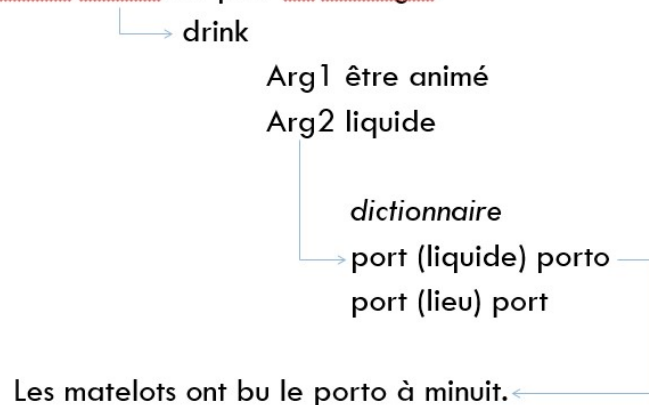 drink
Arg1 être animé
Arg2 liquide
dictionnaire
port (liquide) porto
port (lieu) port
Les matelots ont bu le porto à minuit.